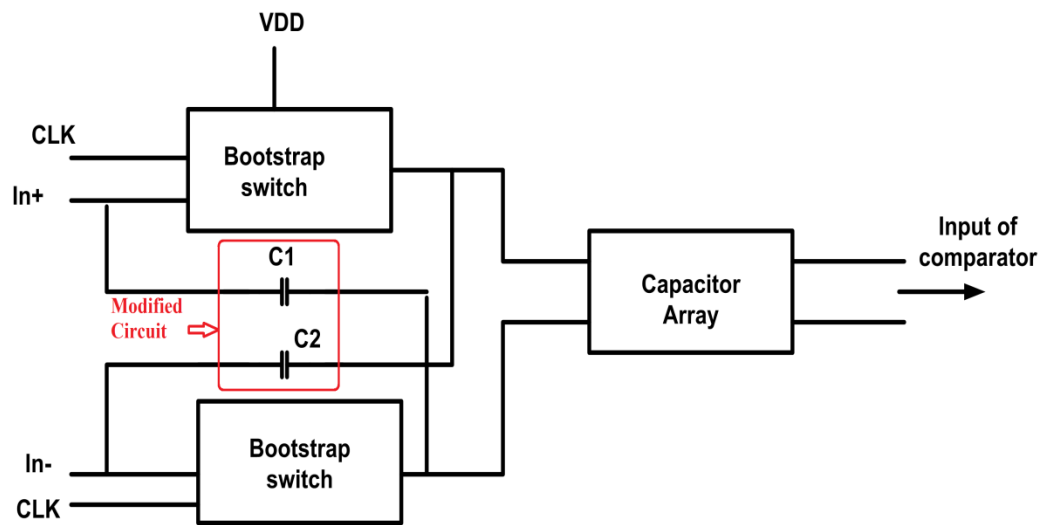 VDD
CLK
In+
Bootstrap
switch
C1
Modified
Circuit
C2
Capacitor
Array
Input of
comparator
In-
CLK
Bootstrap
switch